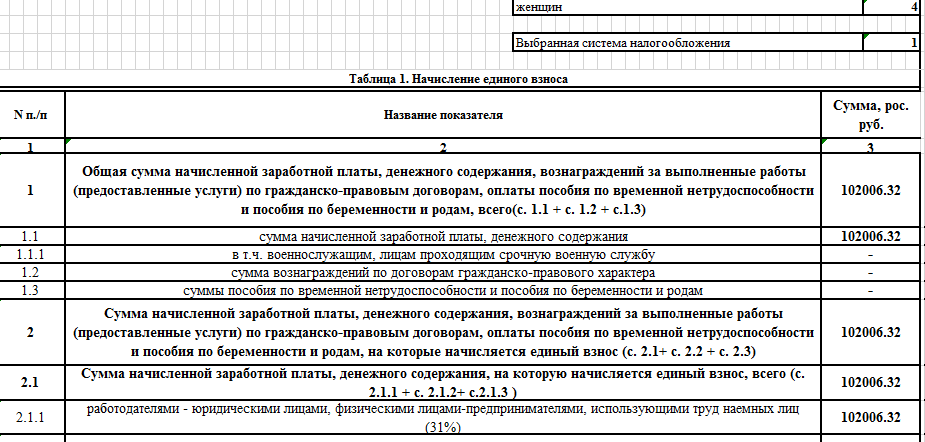 женщин 4
Выбранная система налогообложения 1
Таблица 1. Начисление единого взноса
N п./п Название показателя Сумма, рос.
руб.
1 2 3
Общая сумма начисленной заработной платы, денежного содержания, вознаграждений за выполненные работы
1 (предоставленные услуги) по гражданско-правовым договорам, оплаты пособия по временной нетрудоспособности 102006.32
и пособия по беременности и родам, всего(с. 1.1 + с. 1.2 + с.1.3)
1.1 сумма начисленной заработной платы, денежного содержания 102006.32
1.1.1 в т.ч. военнослужащим, лицам проходящим срочную военную службу -
1.2 сумма вознаграждений по договорам гражданско-правового характера -
1.3 суммы пособия по временной нетрудоспособности и пособия по беременности и родам -
Сумма начисленной заработной платы, денежного содержания, вознаграждений за выполненные работы
2 (предоставленные услуги) по гражданско-правовым договорам, оплаты пособия по временной нетрудоспособности 102006.32
и пособия по беременности и родам, на которые начисляется единый взнос (с. 2.1+ с. 2.2 + с. 2.3)
2.1 Сумма начисленной заработной платы, денежного содержания, на которую начисляется единый взнос, всего (с. 102006.32
2.1.1 + с. 2.1.2+ с.2.1.3 )
2.1.1 работодателями - юридическими лицами, физическими лицами-предпринимателями, использующими труд наемных лиц 102006.32
(31%)